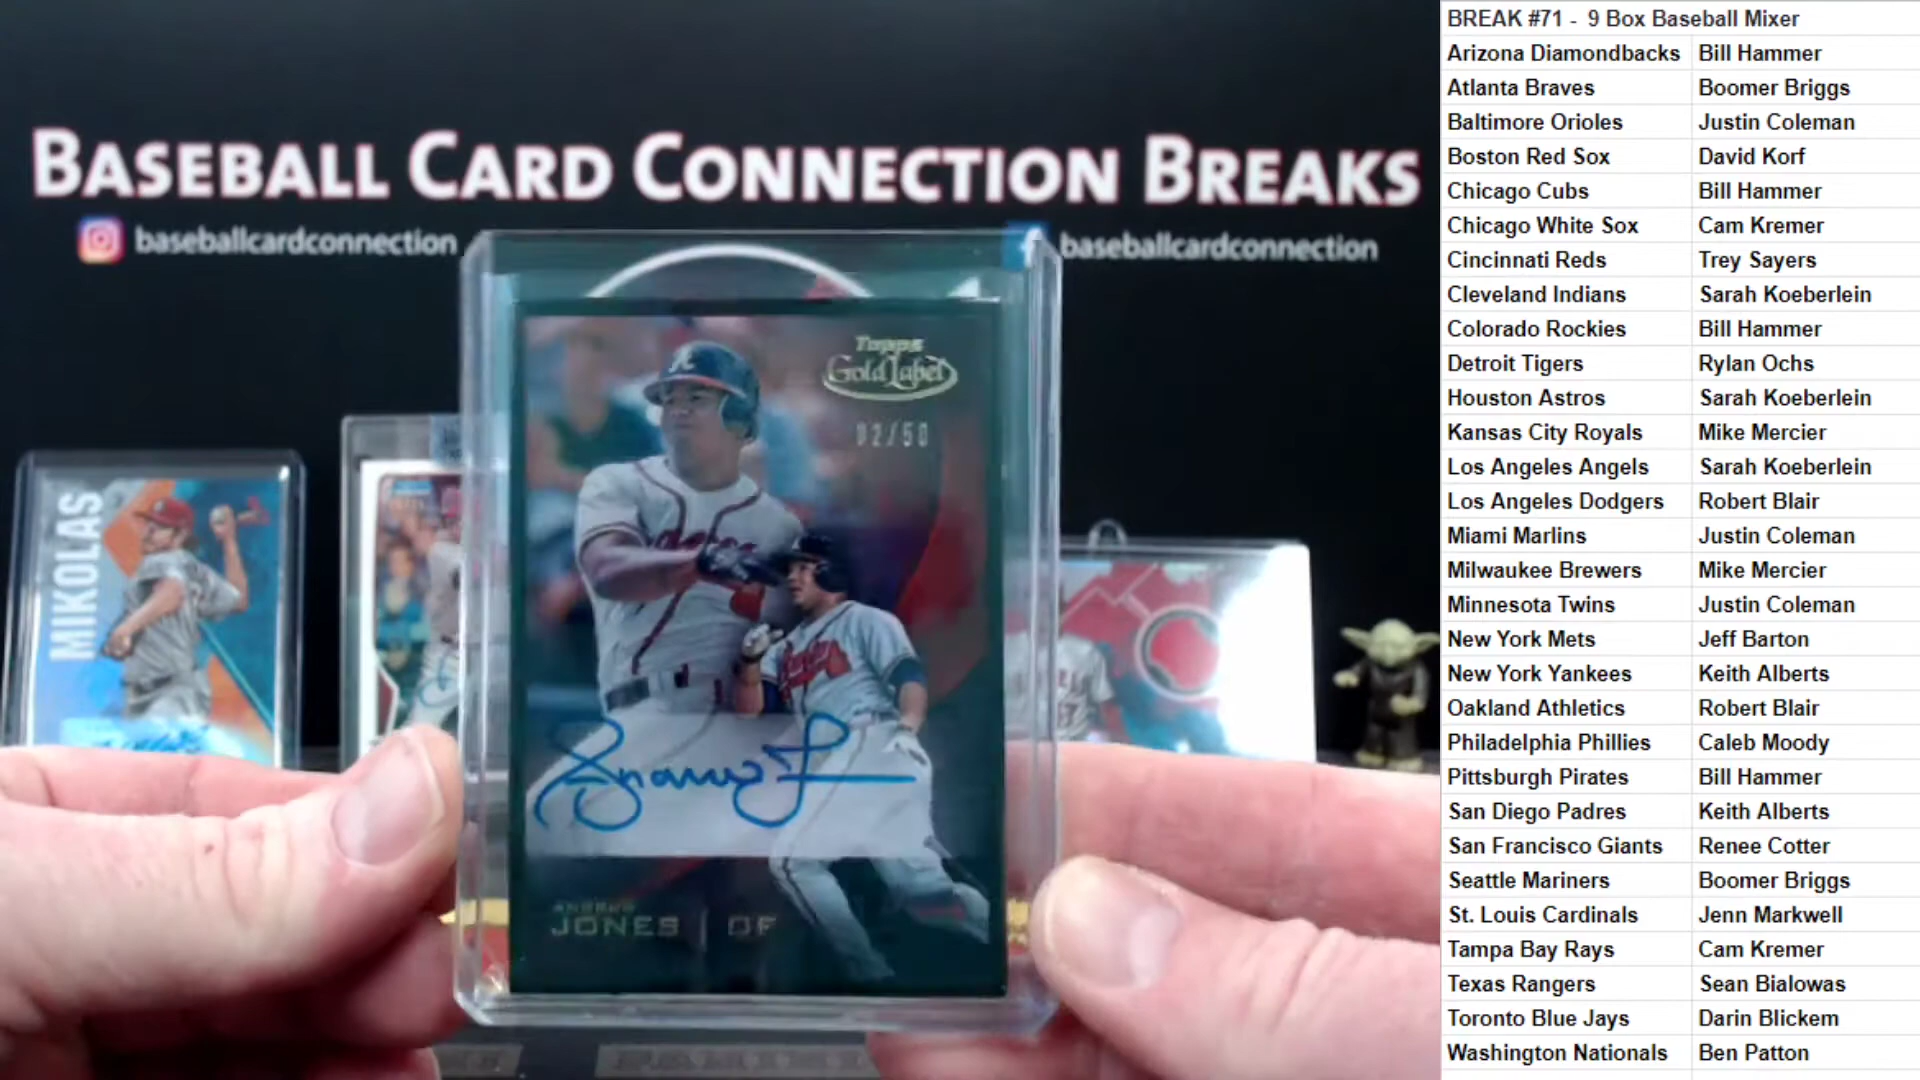 BASEBALL CARD CONNECTION BREAKS
baseballcardconnection
baseballcardconnection
Topps
Gold Label
02/50
MIKOLAS
ANDRUW
JONES | OF
BREAK #71 - 9 Box Baseball Mixer
Arizona Diamondbacks Bill Hammer
Atlanta Braves Boomer Briggs
Baltimore Orioles Justin Coleman
Boston Red Sox David Korf
Chicago Cubs Bill Hammer
Chicago White Sox Cam Kremer
Cincinnati Reds Trey Sayers
Cleveland Indians Sarah Koeberlein
Colorado Rockies Bill Hammer
Detroit Tigers Rylan Ochs
Houston Astros Sarah Koeberlein
Kansas City Royals Mike Mercier
Los Angeles Angels Sarah Koeberlein
Los Angeles Dodgers Robert Blair
Miami Marlins Justin Coleman
Milwaukee Brewers Mike Mercier
Minnesota Twins Justin Coleman
New York Mets Jeff Barton
New York Yankees Keith Alberts
Oakland Athletics Robert Blair
Philadelphia Phillies Caleb Moody
Pittsburgh Pirates Bill Hammer
San Diego Padres Keith Alberts
San Francisco Giants Renee Cotter
Seattle Mariners Boomer Briggs
St. Louis Cardinals Jenn Markwell
Tampa Bay Rays Cam Kremer
Texas Rangers Sean Bialowas
Toronto Blue Jays Darin Blickem
Washington Nationals Ben Patton